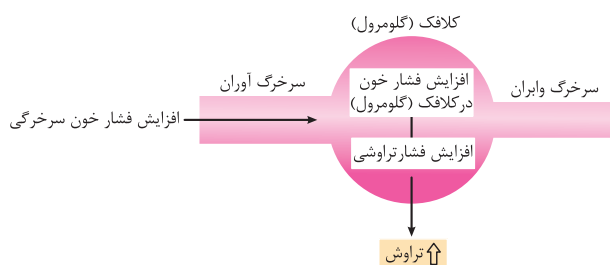 کلافک (گلومرول)
سرخرگ آوران
سرخرگ وابران
افزایش فشار خون
درکلافک (گلومرول)
افزایش فشار خون سرخرگی
افزایش فشارتراوشی
تراوش